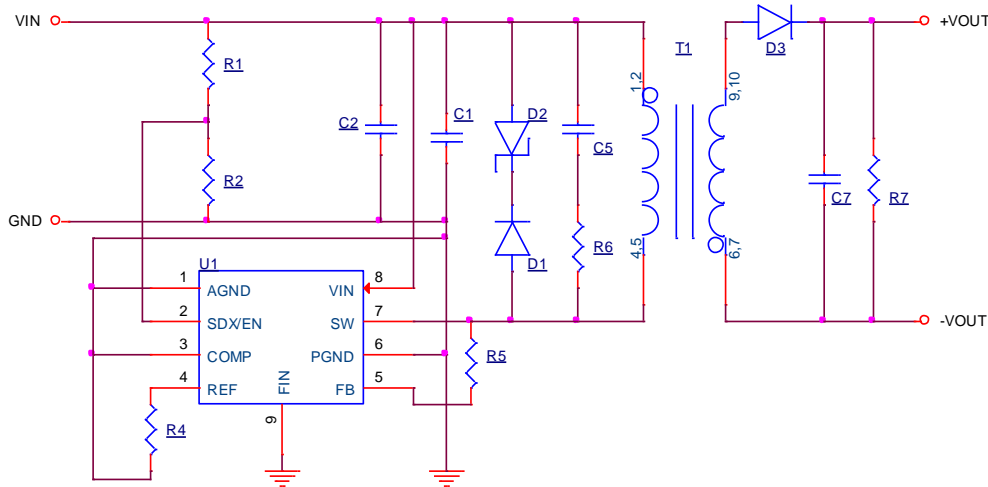 VIN
+VOUT
D3
T1
R1
1,2
9,10
C2
C1
D2
C5
R2
C7
R7
GND
4,5
6,7
R6
D1
U1
1
AGND
VIN
8
2
SDX/EN
SW
7
-VOUT
3
COMP
PGND
6
R5
4
REF
FIN
FB
5
9
R4